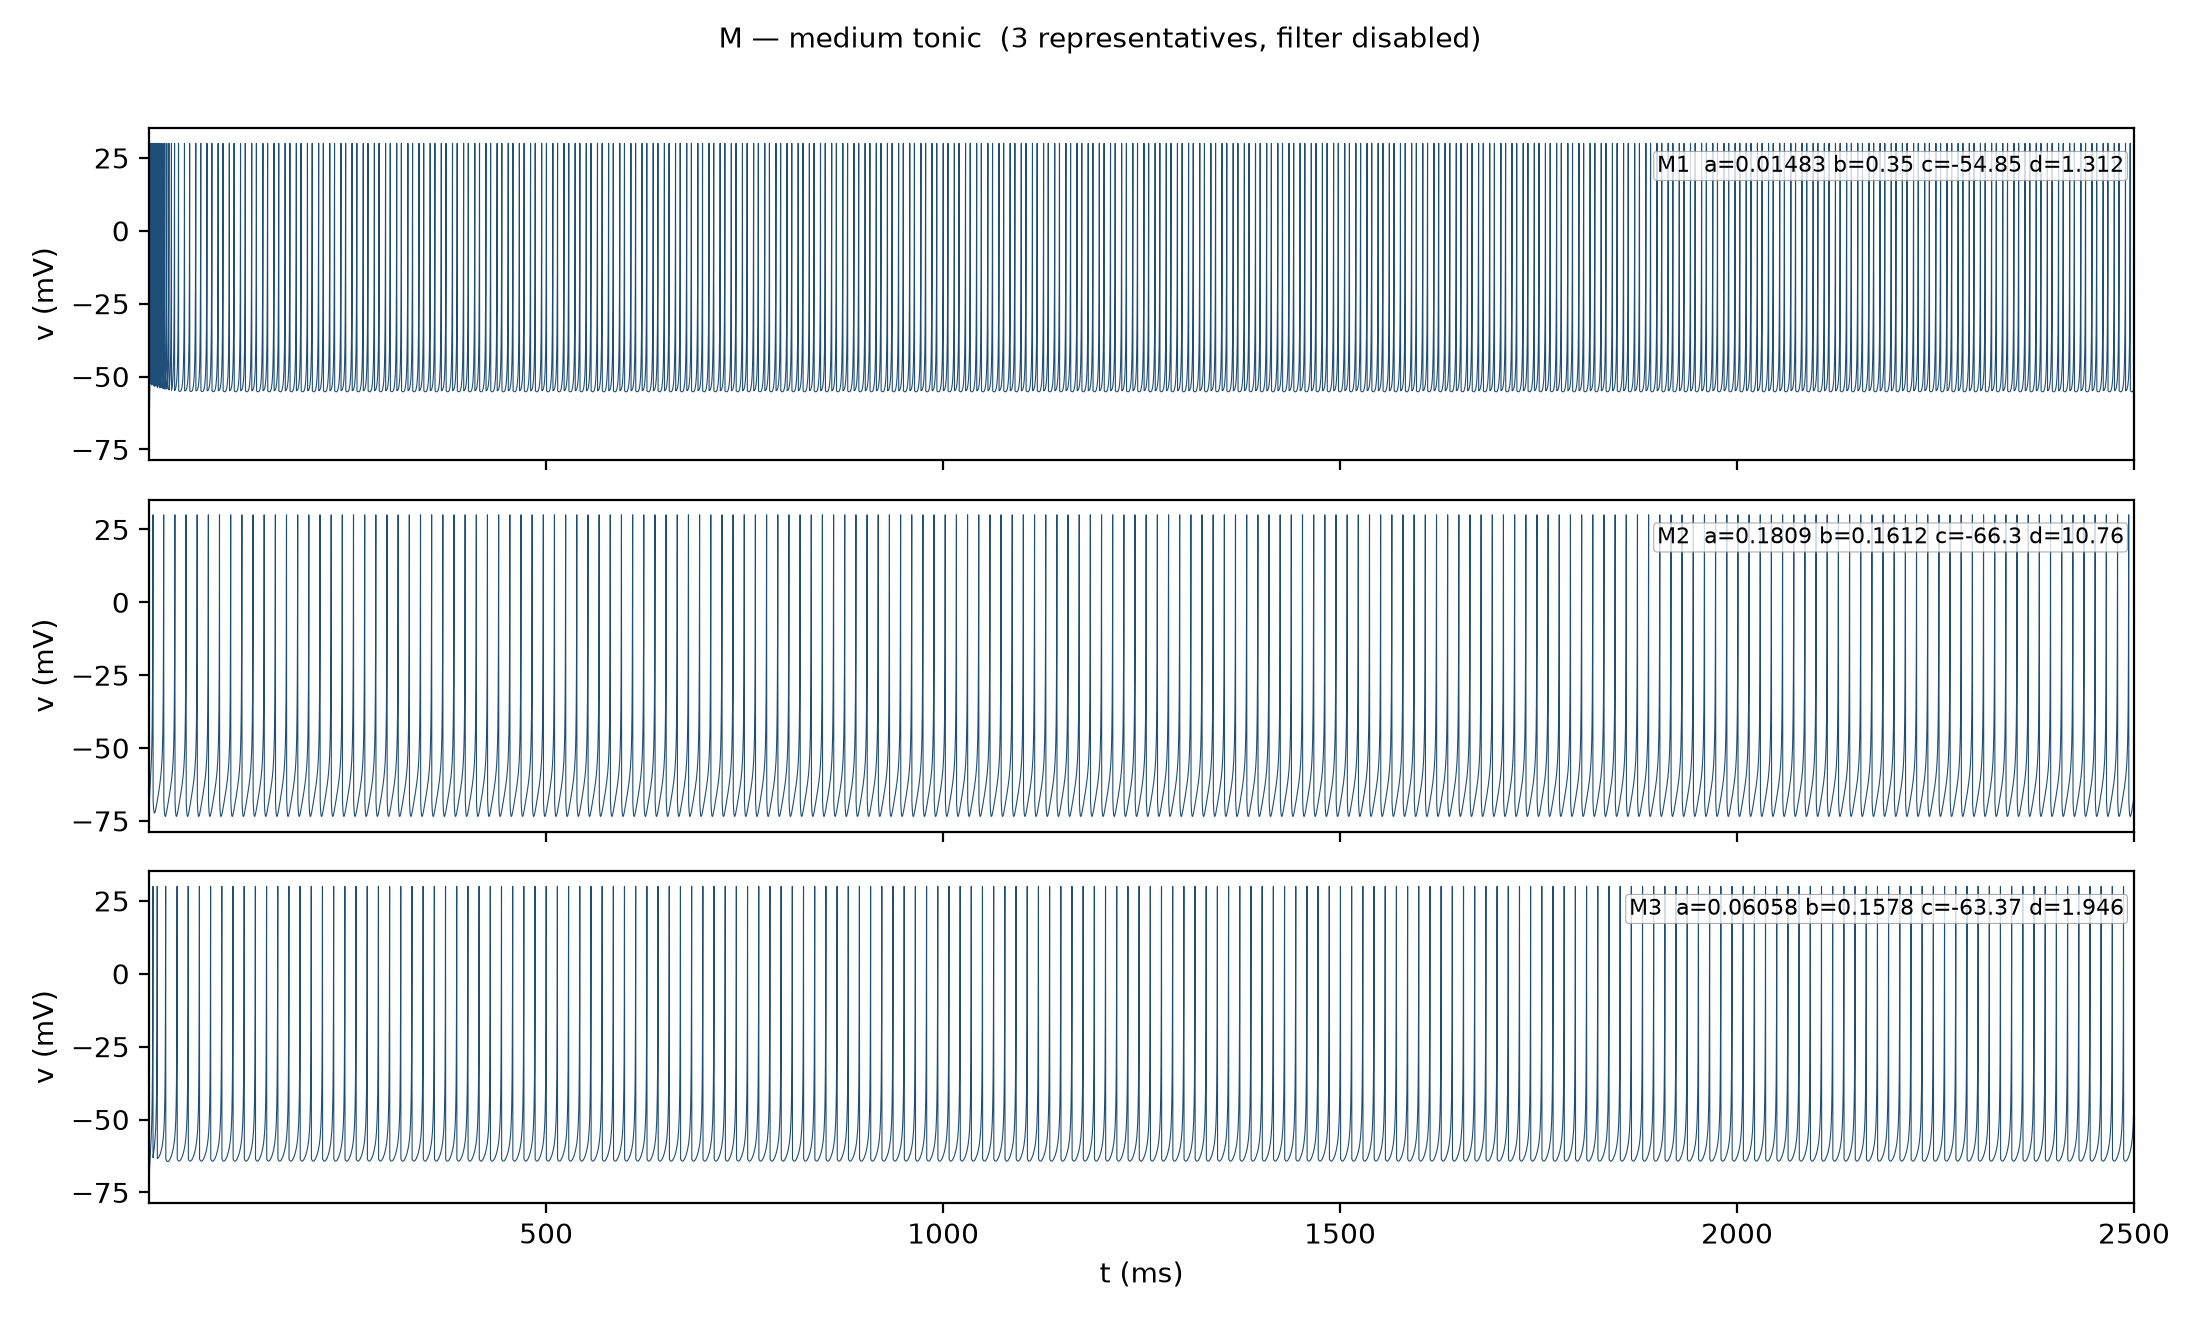 M — medium tonic  (3 representatives, filter disabled)
25
0
−25
−50
−75
v (mV)
M1  a=0.01483 b=0.35 c=-54.85 d=1.312
25
0
−25
−50
−75
v (mV)
M2  a=0.1809 b=0.1612 c=-66.3 d=10.76
25
0
−25
−50
−75
v (mV)
M3  a=0.06058 b=0.1578 c=-63.37 d=1.946
500 1000 1500 2000 2500
t (ms)